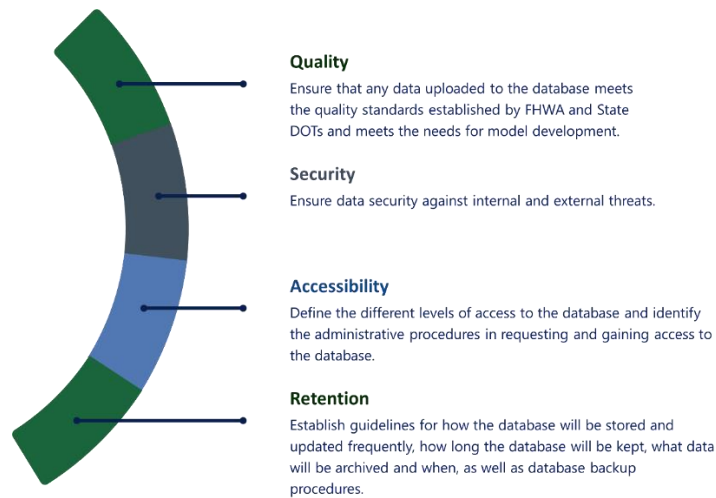 Quality
Ensure that any data uploaded to the database meets
the quality standards established by FHWA and State
DOTs and meets the needs for model development.
Security
Ensure data security against internal and external threats.
Accessibility
Define the different levels of access to the database and identify
the administrative procedures in requesting and gaining access to
the database.
Retention
Establish guidelines for how the database will be stored and
updated frequently, how long the database will be kept, what data
will be archived and when, as well as database backup
procedures.